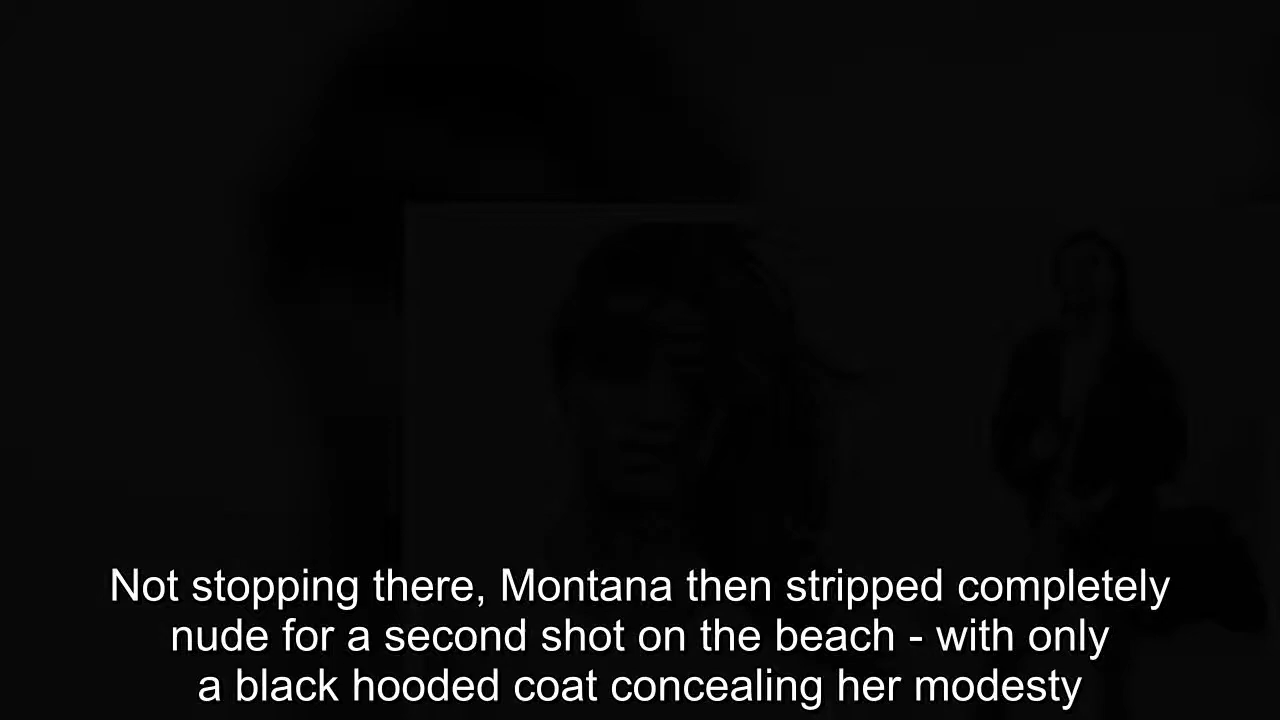 Not stopping there, Montana then stripped completely
nude for a second shot on the beach - with only
a black hooded coat concealing her modesty